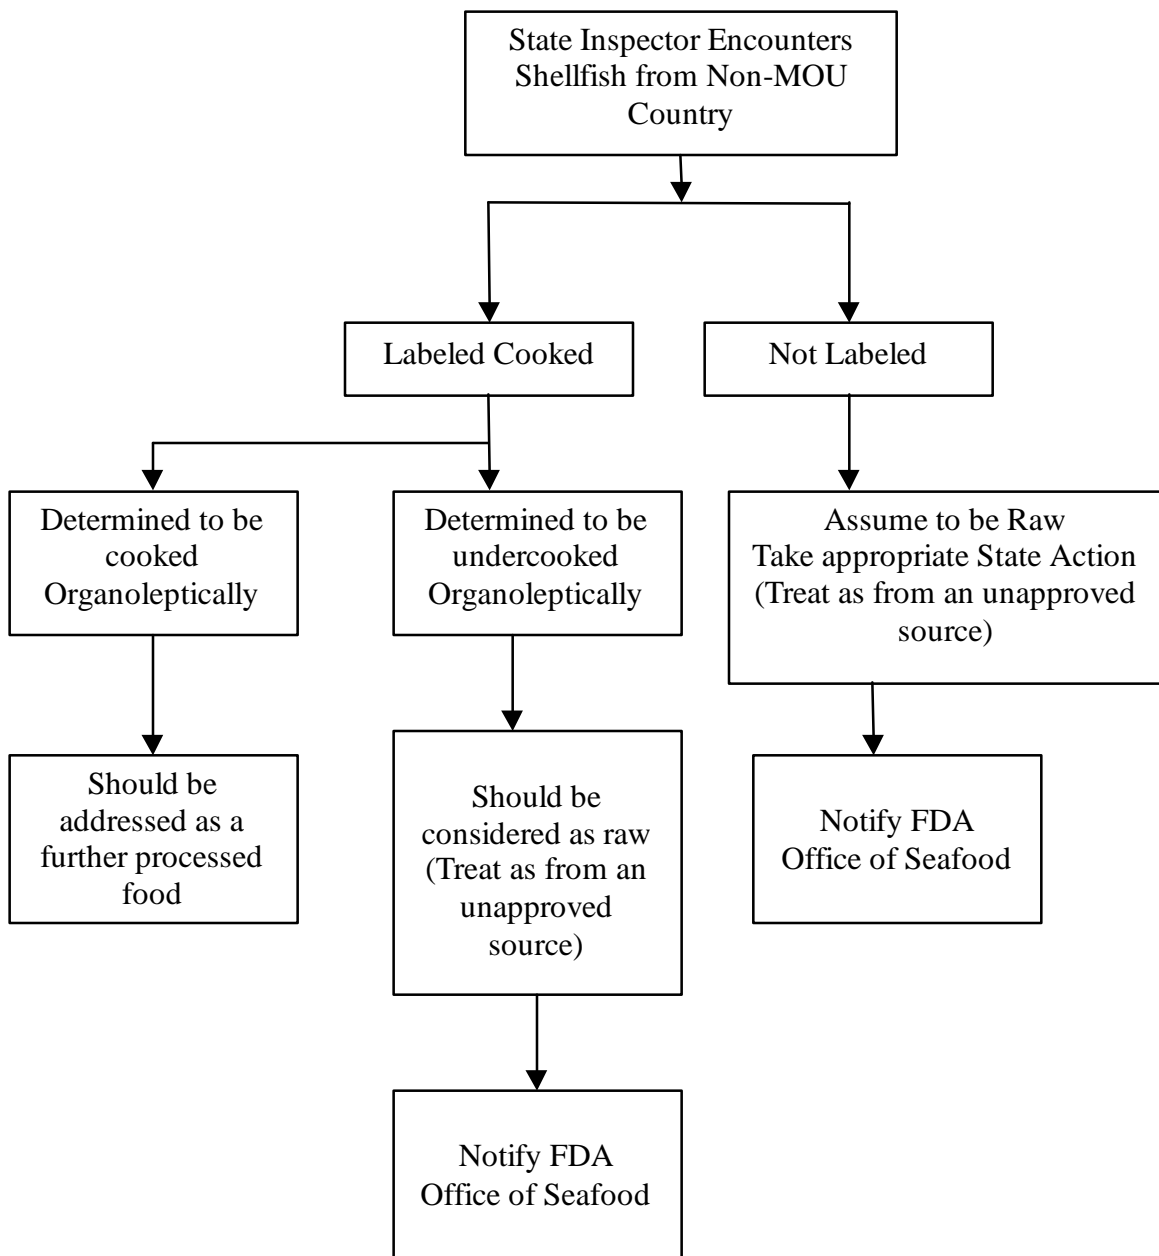 State Inspector Encounters
Shellfish from Non-MOU
Country
Labeled Cooked
Not Labeled
Determined to be
cooked
Organoleptically
Determined to be
undercooked
Organoleptically
Assume to be Raw
Take appropriate State Action
(Treat as from an unapproved
source)
Should be
addressed as a
further processed
food
Should be
considered as raw
(Treat as from an
unapproved
source)
Notify FDA
Office of Seafood
Notify FDA
Office of Seafood